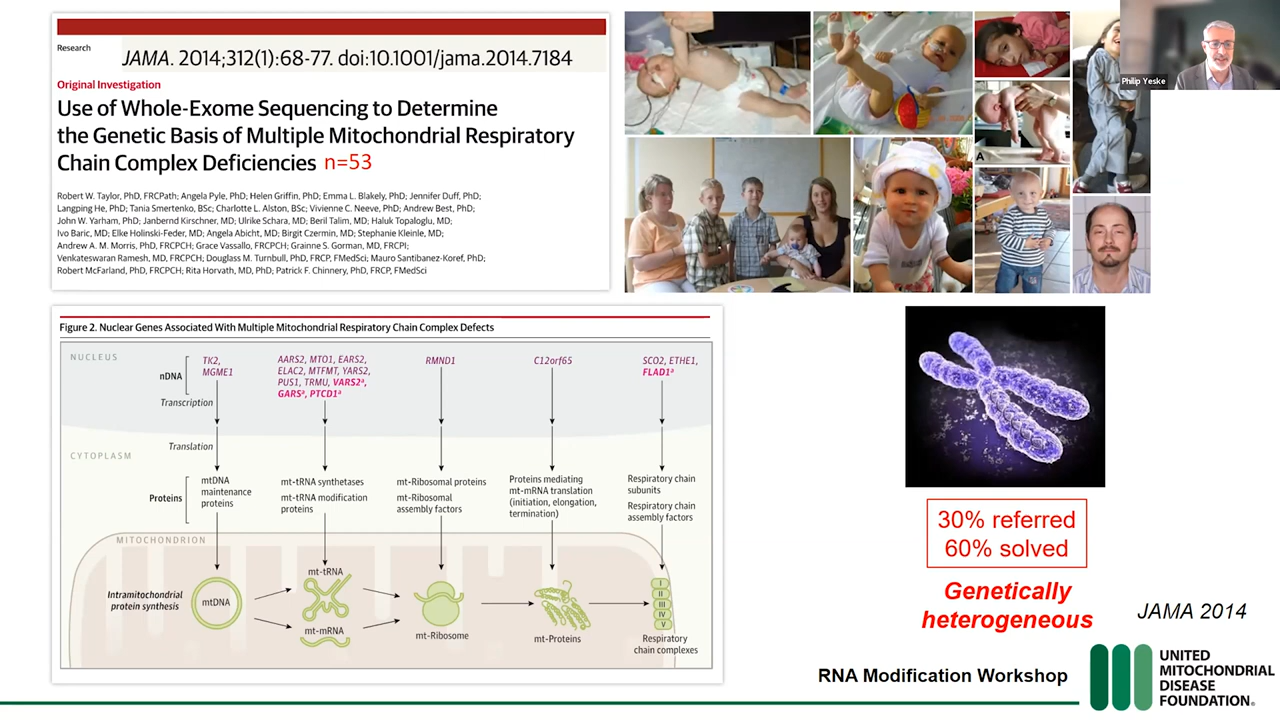 Research
JAMA. 2014;312(1):68-77. doi:10.1001/jama.2014.7184
Original Investigation
Use of Whole-Exome Sequencing to Determine
the Genetic Basis of Multiple Mitochondrial Respiratory
Chain Complex Deficiencies n=53
Robert W. Taylor, PhD, FRCPath; Angela Pyle, PhD; Helen Griffin, PhD; Emma L. Blakely, PhD; Jennifer Duff, PhD;
Langping He, PhD; Tania Smertenko, BSc; Charlotte L. Alston, BSc; Vivienne C. Neeve, PhD; Andrew Best, PhD;
John W. Yarham, PhD; Janbernd Kirschner, MD; Ulrike Schara, MD; Beril Talim, MD; Haluk Topaloglu, MD;
Ivo Baric, MD; Elke Holinski-Feder, MD; Angela Abicht, MD; Birgit Czermin, MD; Stephanie Kleinle, MD;
Andrew A. M. Morris, PhD, FRCPCH; Grace Vassallo, FRCPCH; Grainne S. Gorman, MD, FRCPI;
Venkateswaran Ramesh, MD, FRCPCH; Douglass M. Turnbull, PhD, FRCP, FMedSci; Mauro Santibanez-Koref, MD;
Robert McFarland, PhD, FRCPCH; Rita Horvath, MD, PhD; Patrick F. Chinnery, PhD, FRCP, FMedSci
A
Philip Yeske
Figure 2. Nuclear Genes Associated With Multiple Mitochondrial Respiratory Chain Complex Defects
NUCLEUS
nDNA
TK2,
MGME1
AARS2, MTO1, EARS2,
ELAC2, MTFMT, YARS2,
PUS1, TRMU, VARS2ᵃ,
GARSᵃ, PTCD1ᵃ
RMND1
C12orf65
SCO2, ETHE1,
FLAD1ᵃ
Transcription
Translation
CYTOPLASM
Proteins
mtDNA
maintenance
proteins
mt-tRNA synthetases
mt-tRNA modification
proteins
mt-Ribosomal proteins
mt-Ribosomal
assembly factors
Proteins mediating
mt-mRNA translation
(initiation, elongation,
termination)
Respiratory chain
subunits
Respiratory chain
assembly factors
MITOCHONDRION
Intramitochondrial
protein synthesis
mtDNA
mt-tRNA
mt-mRNA
mt-Ribosome
mt-Proteins
I
II
III
IV
V
Respiratory
chain complexes
30% referred
60% solved
Genetically
heterogeneous
JAMA 2014
RNA Modification Workshop
UNITED
MITOCHONDRIAL
DISEASE
FOUNDATION®